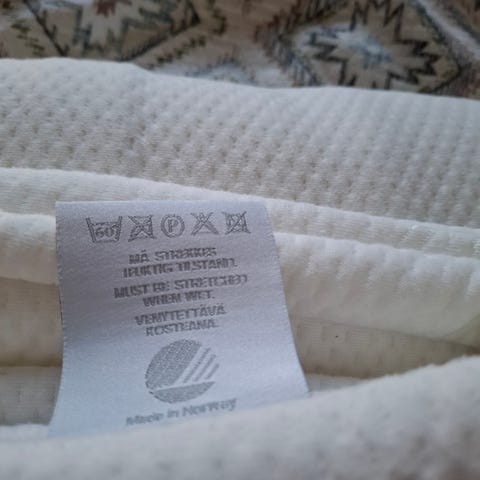 60
P
MÅ STREKKES
I FUKTIG TILSTAND.
MUST BE STRETCHED
WHEN WET.
VENYTETTÄVÄ
KOSTEANA.
Made in Norway